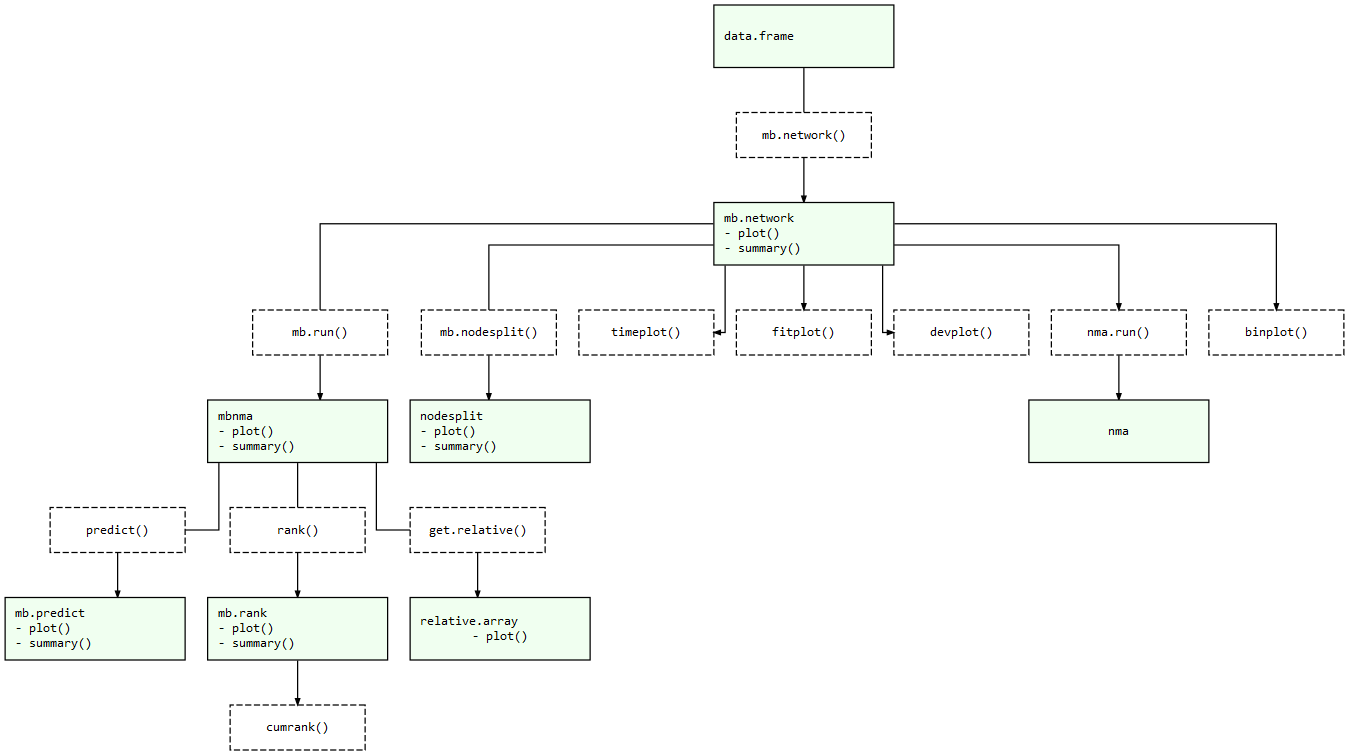 data.frame
mb.network()
mb.network
- plot()
- summary()
mb.run()
mb.nodesplit()
timeplot()
fitplot()
devplot()
nma.run()
binplot()
mbnma
- plot()
- summary()
nodesplit
- plot()
- summary()
nma
predict()
rank()
get.relative()
mb.predict
- plot()
- summary()
mb.rank
- plot()
- summary()
relative.array
- plot()
cumrank()